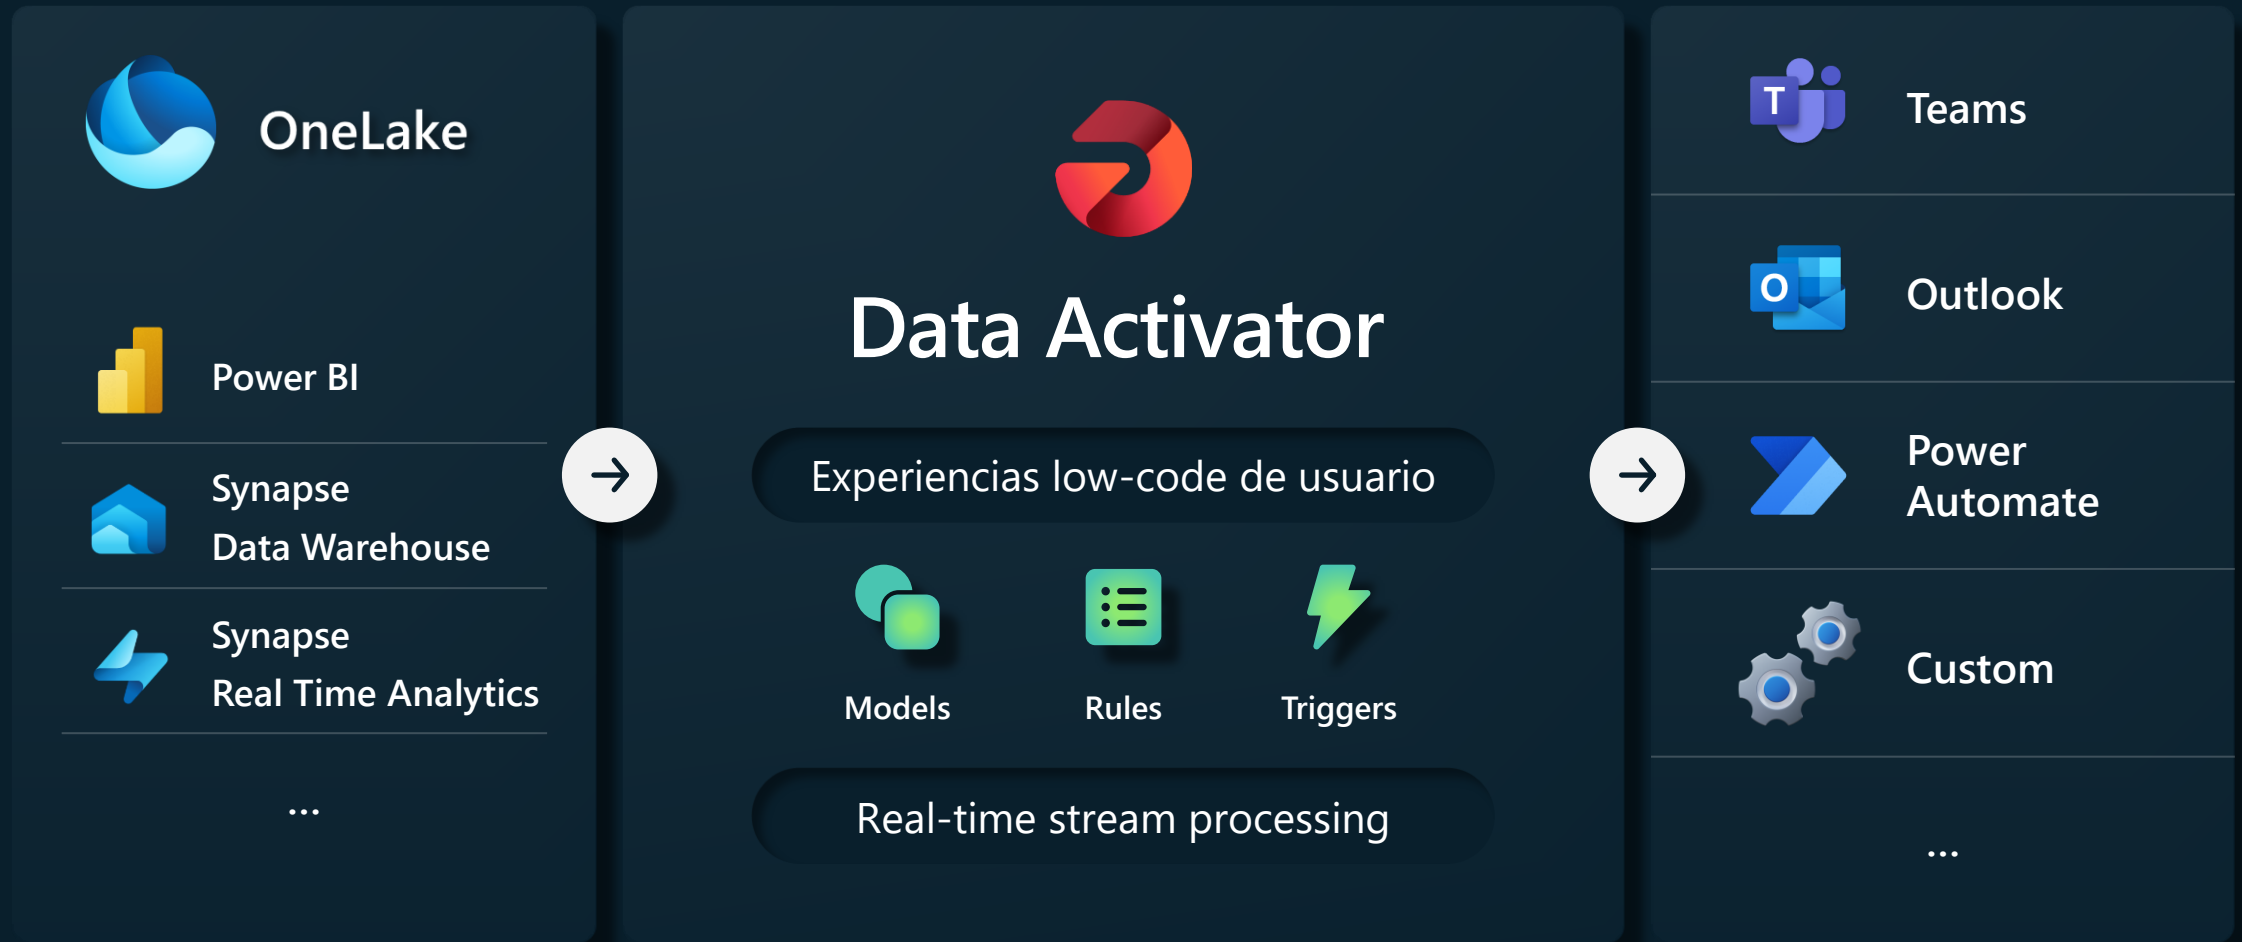 OneLake
Power BI
Synapse
Data Warehouse
Synapse
Real Time Analytics
...
Data Activator
Experiencias low-code de usuario
Models
Rules
Triggers
Real-time stream processing
T
Teams
O
Outlook
Power
Automate
Custom
...